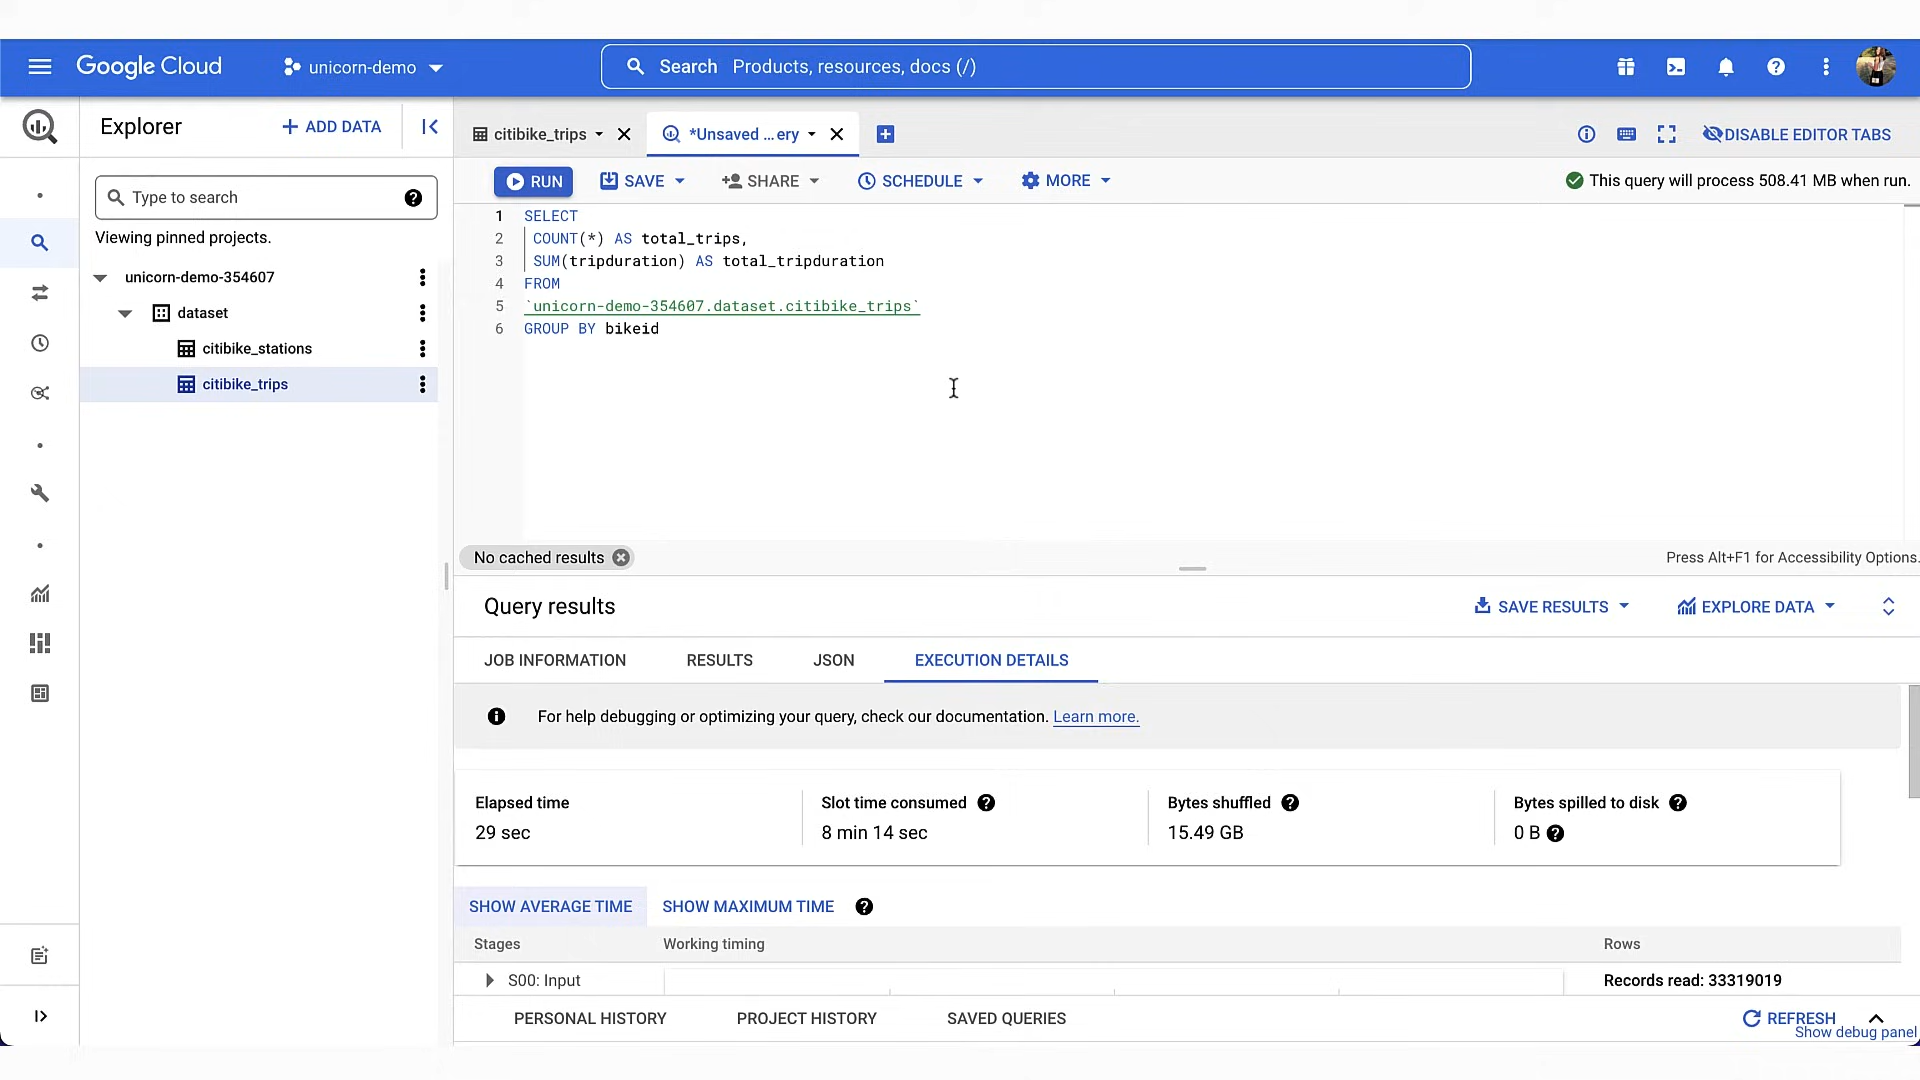 Google Cloud
unicorn-demo
Search Products, resources, docs (/)
Explorer
+ ADD DATA
citibike_trips
*Unsaved ...ery
DISABLE EDITOR TABS
RUN
SAVE
SHARE
SCHEDULE
MORE
This query will process 508.41 MB when run.
Type to search
Viewing pinned projects.
unicorn-demo-354607
dataset
citibike_stations
citibike_trips
1 SELECT
2 COUNT(*) AS total_trips,
3 SUM(tripduration) AS total_tripduration
4 FROM
5 `unicorn-demo-354607.dataset.citibike_trips`
6 GROUP BY bikeid
No cached results
Press Alt+F1 for Accessibility Options.
Query results
SAVE RESULTS
EXPLORE DATA
JOB INFORMATION
RESULTS
JSON
EXECUTION DETAILS
For help debugging or optimizing your query, check our documentation. Learn more.
Elapsed time
29 sec
Slot time consumed
8 min 14 sec
Bytes shuffled
15.49 GB
Bytes spilled to disk
0 B
SHOW AVERAGE TIME
SHOW MAXIMUM TIME
Stages
Working timing
Rows
S00: Input
Records read: 33319019
PERSONAL HISTORY
PROJECT HISTORY
SAVED QUERIES
REFRESH
Show debug panel